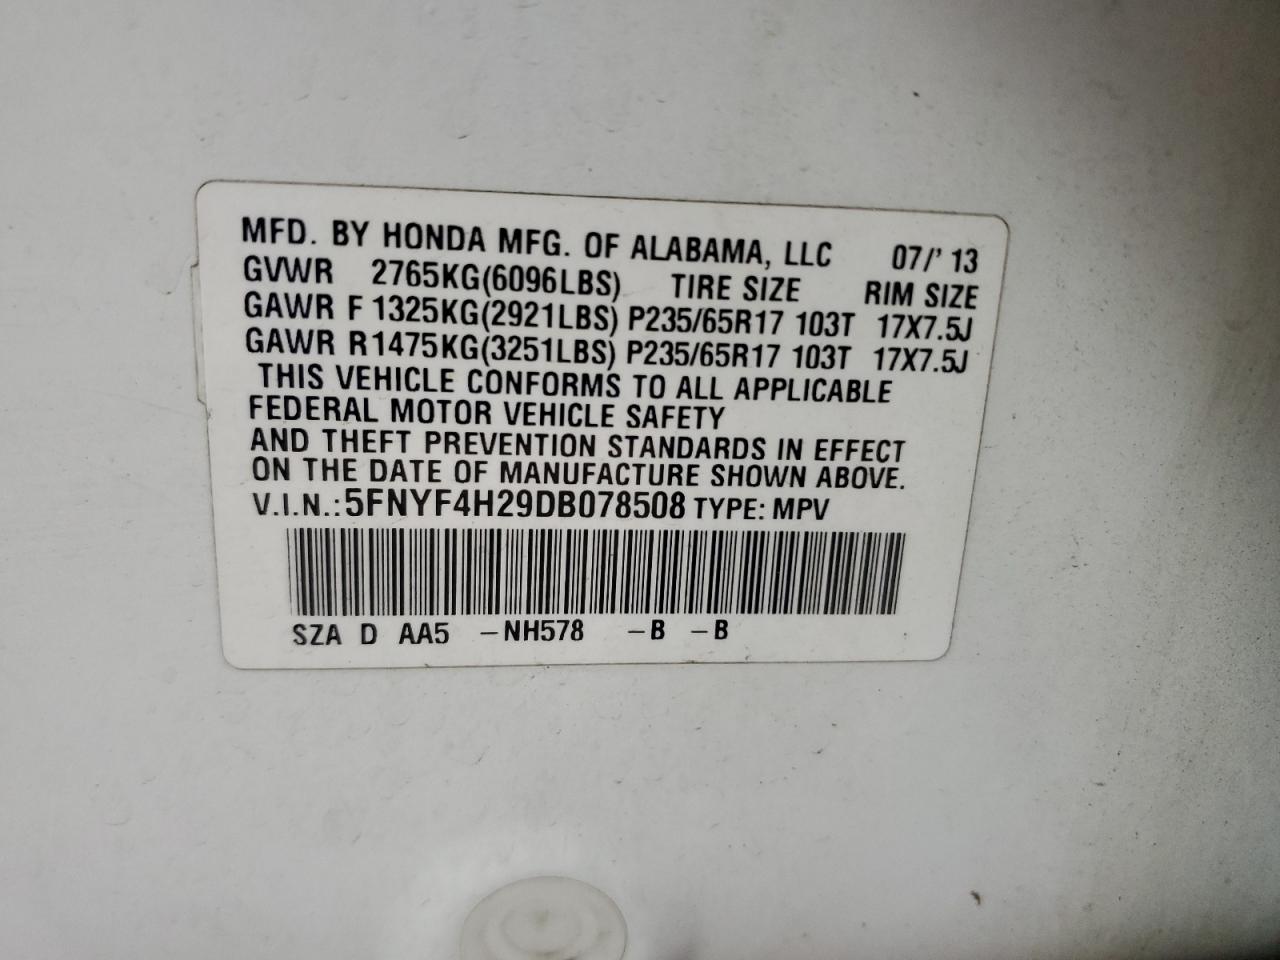 MFD. BY HONDA MFG. OF ALABAMA, LLC 07/' 13
GVWR 2765KG(6096LBS) TIRE SIZE RIM SIZE
GAWR F 1325KG(2921LBS) P235/65R17 103T 17X7.5J
GAWR R1475KG(3251LBS) P235/65R17 103T 17X7.5J
THIS VEHICLE CONFORMS TO ALL APPLICABLE
FEDERAL MOTOR VEHICLE SAFETY
AND THEFT PREVENTION STANDARDS IN EFFECT
ON THE DATE OF MANUFACTURE SHOWN ABOVE.
V.I.N.:5FNYF4H29DB078508 TYPE: MPV
SZA D AA5 -NH578 -B -B